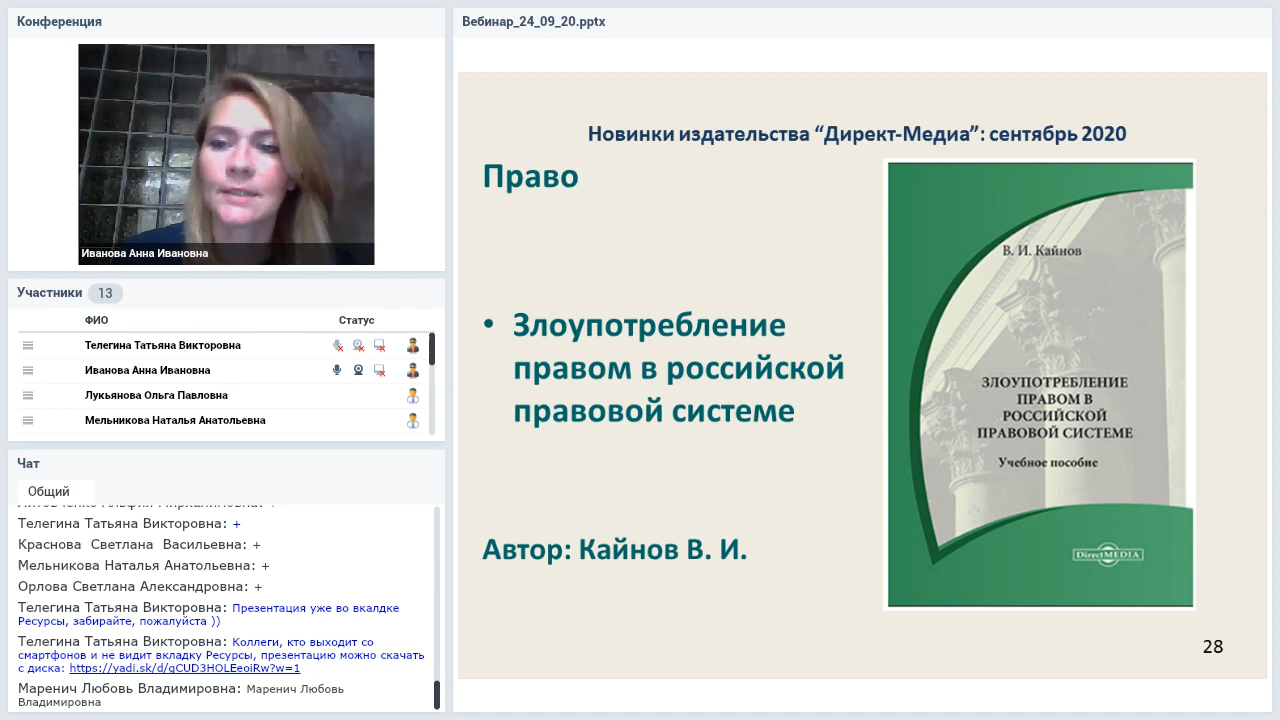 Конференция
Иванова Анна Ивановна
Участники 13
ФИО Статус
Телегина Татьяна Викторовна
Иванова Анна Ивановна
Лукьянова Ольга Павловна
Мельникова Наталья Анатольевна
Чат
Общий
Телегина Татьяна Викторовна: +
Краснова Светлана Васильевна: +
Мельникова Наталья Анатольевна: +
Орлова Светлана Александровна: +
Телегина Татьяна Викторовна: Презентация уже во вкалдке
Ресурсы, забирайте, пожалуйста ))
Телегина Татьяна Викторовна: Коллеги, кто выходит со
смартфонов и не видит вкладку Ресурсы, презентацию можно скачать
с диска: https://yadi.sk/d/qCUD3HOLEeoiRw?w=1
Маренич Любовь Владимировна: Маренич Любовь
Владимировна
Вебинар_24_09_20.pptx
Новинки издательства “Директ-Медиа”: сентябрь 2020
Право
• Злоупотребление
правом в российской
правовой системе
Автор: Кайнов В. И.
В. И. Кайнов
ЗЛОУПОТРЕБЛЕНИЕ
ПРАВОМ В
РОССИЙСКОЙ
ПРАВОВОЙ СИСТЕМЕ
Учебное пособие
DirectMEDIA
28